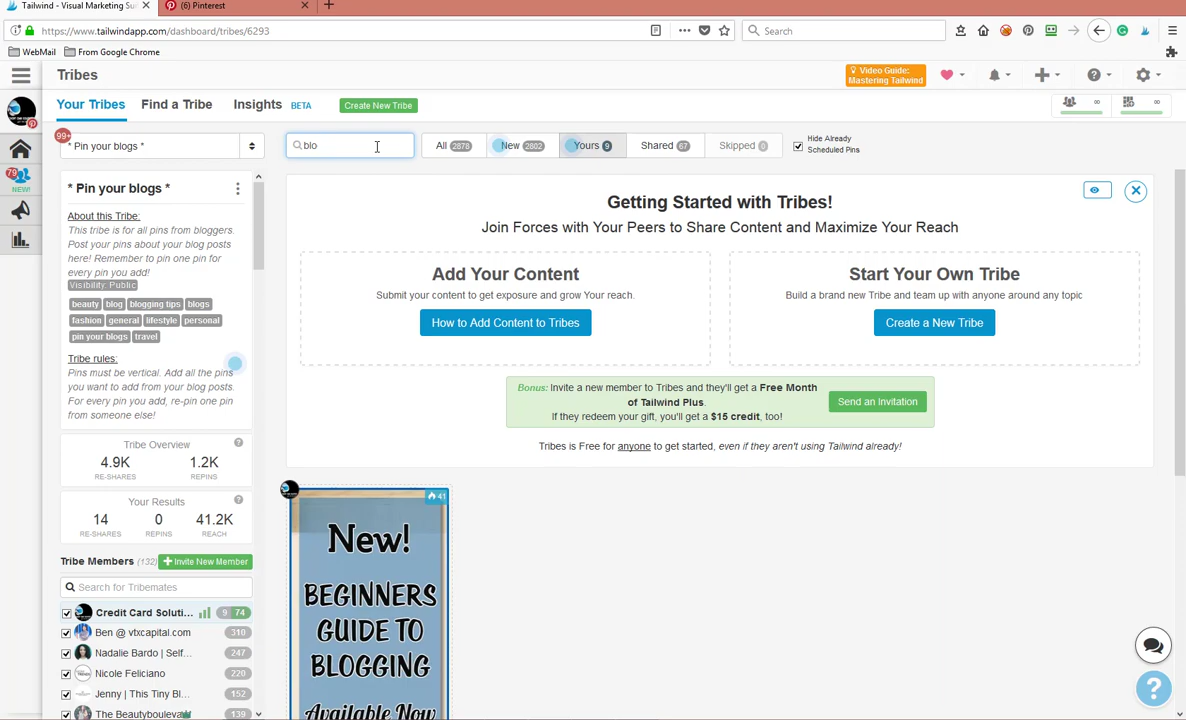 Tailwind - Visual Marketing Su
(6) Pinterest
https://www.tailwindapp.com/dashboard/tribes/6293
Search
WebMail
From Google Chrome
Tribes
Video Guide:
Mastering Tailwind
Your Tribes
Find a Tribe
Insights BETA
Create New Tribe
∞
∞
99+
* Pin your blogs *
blo
All 2878
New 2802
Yours 9
Shared 67
Skipped 0
Hide Already
Scheduled Pins
79
NEW!
* Pin your blogs *
About this Tribe:
This tribe is for all pins from bloggers.
Post your pins about your blog posts
here! Remember to pin one pin for
every pin you add!
Visibility: Public
beauty blog blogging tips blogs
fashion general lifestyle personal
pin your blogs travel
Tribe rules:
Pins must be vertical. Add all the pins
you want to add from your blog posts.
For every pin you add, re-pin one pin
from someone else!
Tribe Overview
4.9K
RE-SHARES
1.2K
REPINS
Your Results
14
RE-SHARES
0
REPINS
41.2K
REACH
Tribe Members (132)
Invite New Member
Search for Tribemates
Credit Card Soluti... 9 74
Ben @ vtxcapital.com 310
Nadalie Bardo | Self... 247
Nicole Feliciano 220
Jenny | This Tiny Bl... 152
The Beautyboulevard 139
Getting Started with Tribes!
Join Forces with Your Peers to Share Content and Maximize Your Reach
Add Your Content
Submit your content to get exposure and grow Your reach.
How to Add Content to Tribes
Start Your Own Tribe
Build a brand new Tribe and team up with anyone around any topic
Create a New Tribe
Bonus: Invite a new member to Tribes and they'll get a Free Month
of Tailwind Plus.
If they redeem your gift, you'll get a $15 credit, too!
Send an Invitation
Tribes is Free for anyone to get started, even if they aren't using Tailwind already!
41
New!
BEGINNERS
GUIDE TO
BLOGGING
Available Now